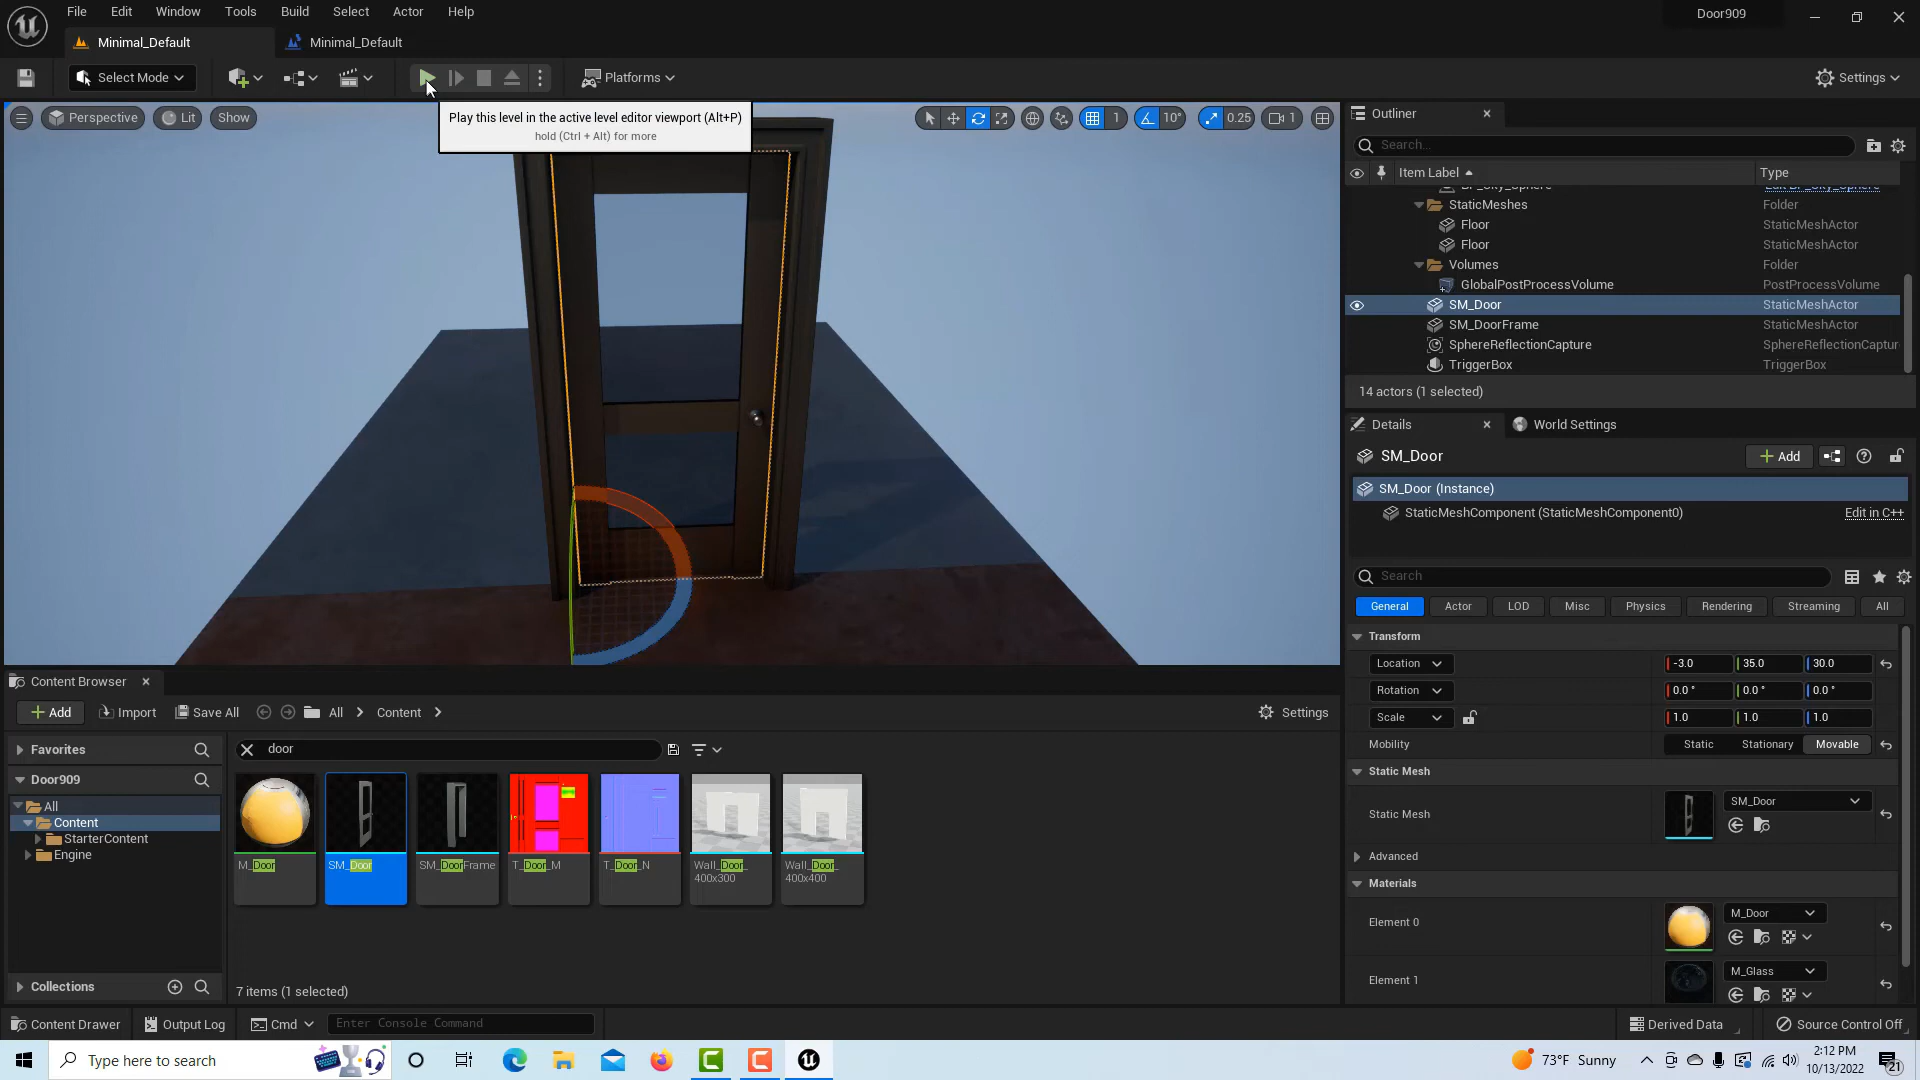 File Edit Window Tools Build Select Actor Help
Door909
Minimal_Default
Minimal_Default
Select Mode
Platforms
Settings
Perspective
Lit
Show
Play this level in the active level editor viewport (Alt+P)
hold (Ctrl + Alt) for more
1
10°
0.25
1
Outliner
Search...
Item Label
Type
BP_Sky_Sphere
Edit BP_Sky_Sphere
StaticMeshes
Folder
Floor
StaticMeshActor
Floor
StaticMeshActor
Volumes
Folder
GlobalPostProcessVolume
PostProcessVolume
SM_Door
StaticMeshActor
SM_DoorFrame
StaticMeshActor
SphereReflectionCapture
SphereReflectionCaptur
TriggerBox
TriggerBox
14 actors (1 selected)
Details
World Settings
SM_Door
Add
SM_Door (Instance)
StaticMeshComponent (StaticMeshComponent0)
Edit in C++
Search
General
Actor
LOD
Misc
Physics
Rendering
Streaming
All
Transform
Location
-3.0
35.0
30.0
Rotation
0.0 °
0.0 °
0.0 °
Scale
1.0
1.0
1.0
Mobility
Static
Stationary
Movable
Static Mesh
Static Mesh
SM_Door
Advanced
Materials
Element 0
M_Door
Element 1
M_Glass
Content Browser
Add
Import
Save All
All
Content
Settings
Favorites
Door909
All
Content
StarterContent
Engine
Collections
door
M_Door
SM_Door
SM_DoorFrame
T_Door_M
T_Door_N
Wall_Door_
400x300
Wall_Door_
400x400
7 items (1 selected)
Content Drawer
Output Log
Cmd
Enter Console Command
Derived Data
Source Control Off
Type here to search
73°F Sunny
2:12 PM
10/13/2022
21